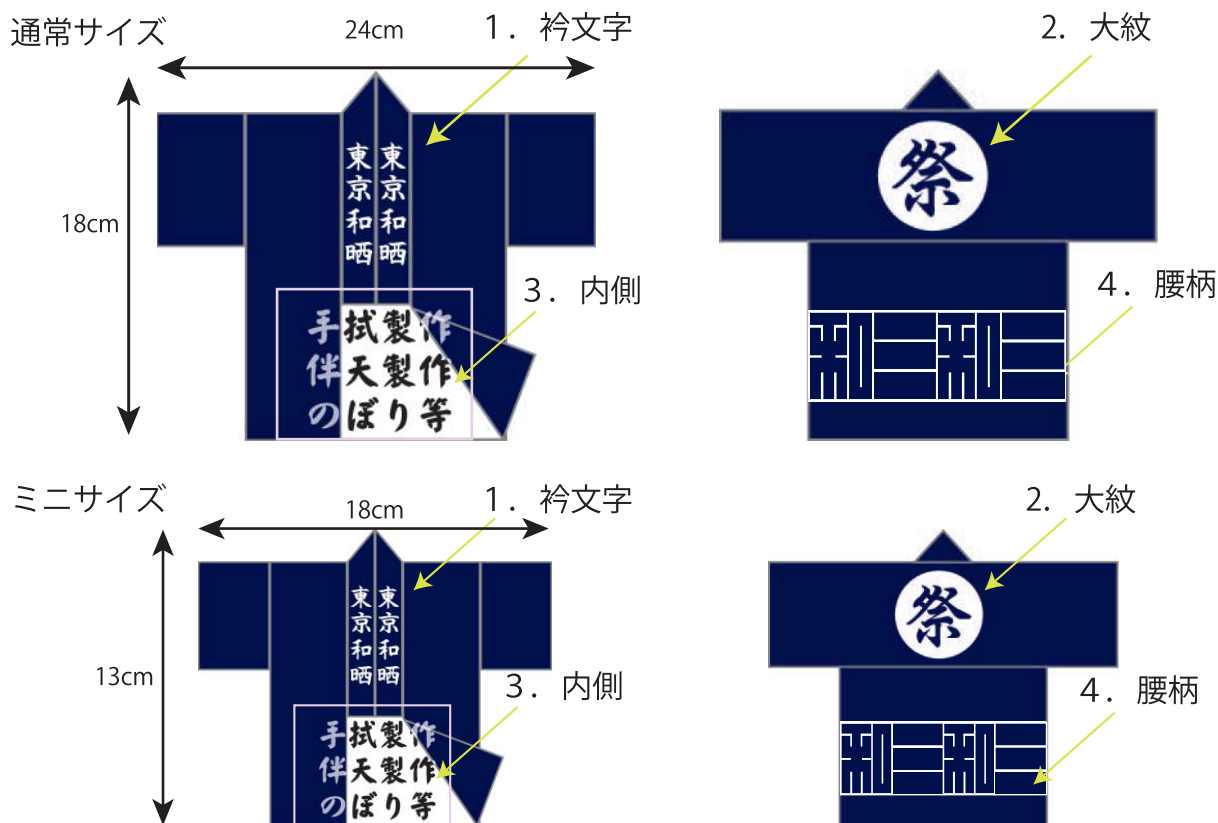 通常サイズ
24cm
1．衿文字
2．大紋
18cm
東京和晒
東京和晒
祭
3．内側
4．腰柄
手拭製作
伴天製作
のぼり等
和 和
ミニサイズ
18cm
1．衿文字
2．大紋
13cm
東京和晒
東京和晒
祭
3．内側
4．腰柄
手拭製作
伴天製作
のぼり等
和 和